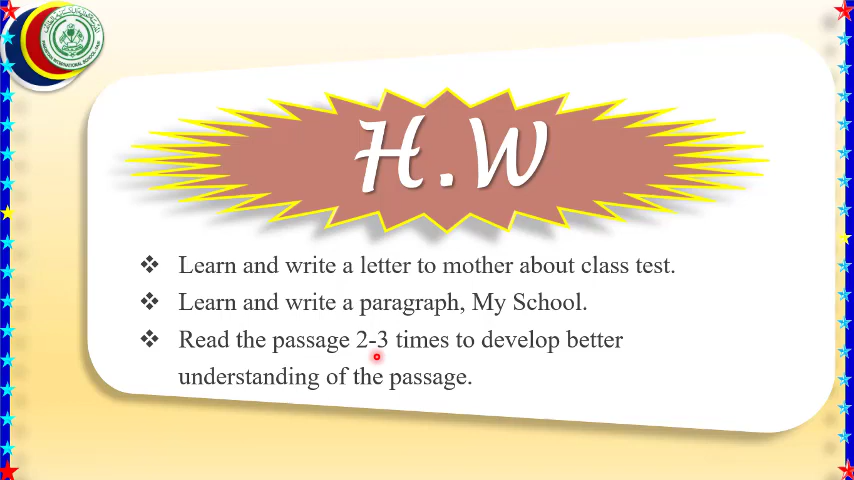 H.W
❖ Learn and write a letter to mother about class test.
❖ Learn and write a paragraph, My School.
❖ Read the passage 2-3 times to develop better
understanding of the passage.